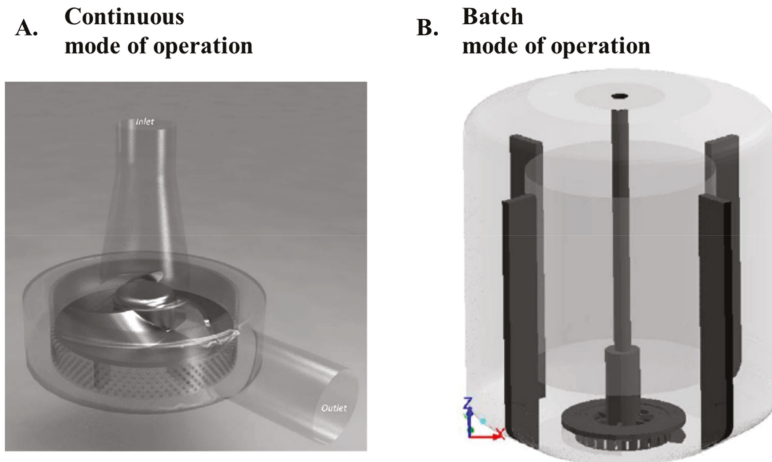 A. Continuous
mode of operation
B. Batch
mode of operation
Inlet
Outlet
Z
X